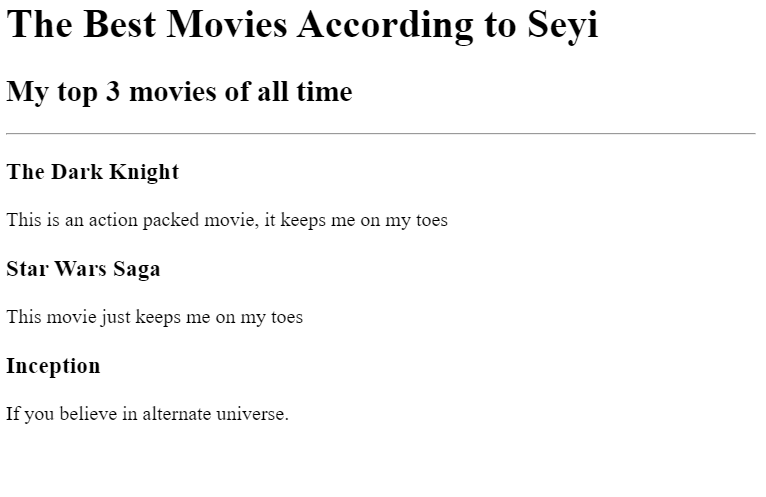 The Best Movies According to Seyi
My top 3 movies of all time
The Dark Knight
This is an action packed movie, it keeps me on my toes
Star Wars Saga
This movie just keeps me on my toes
Inception
If you believe in alternate universe.